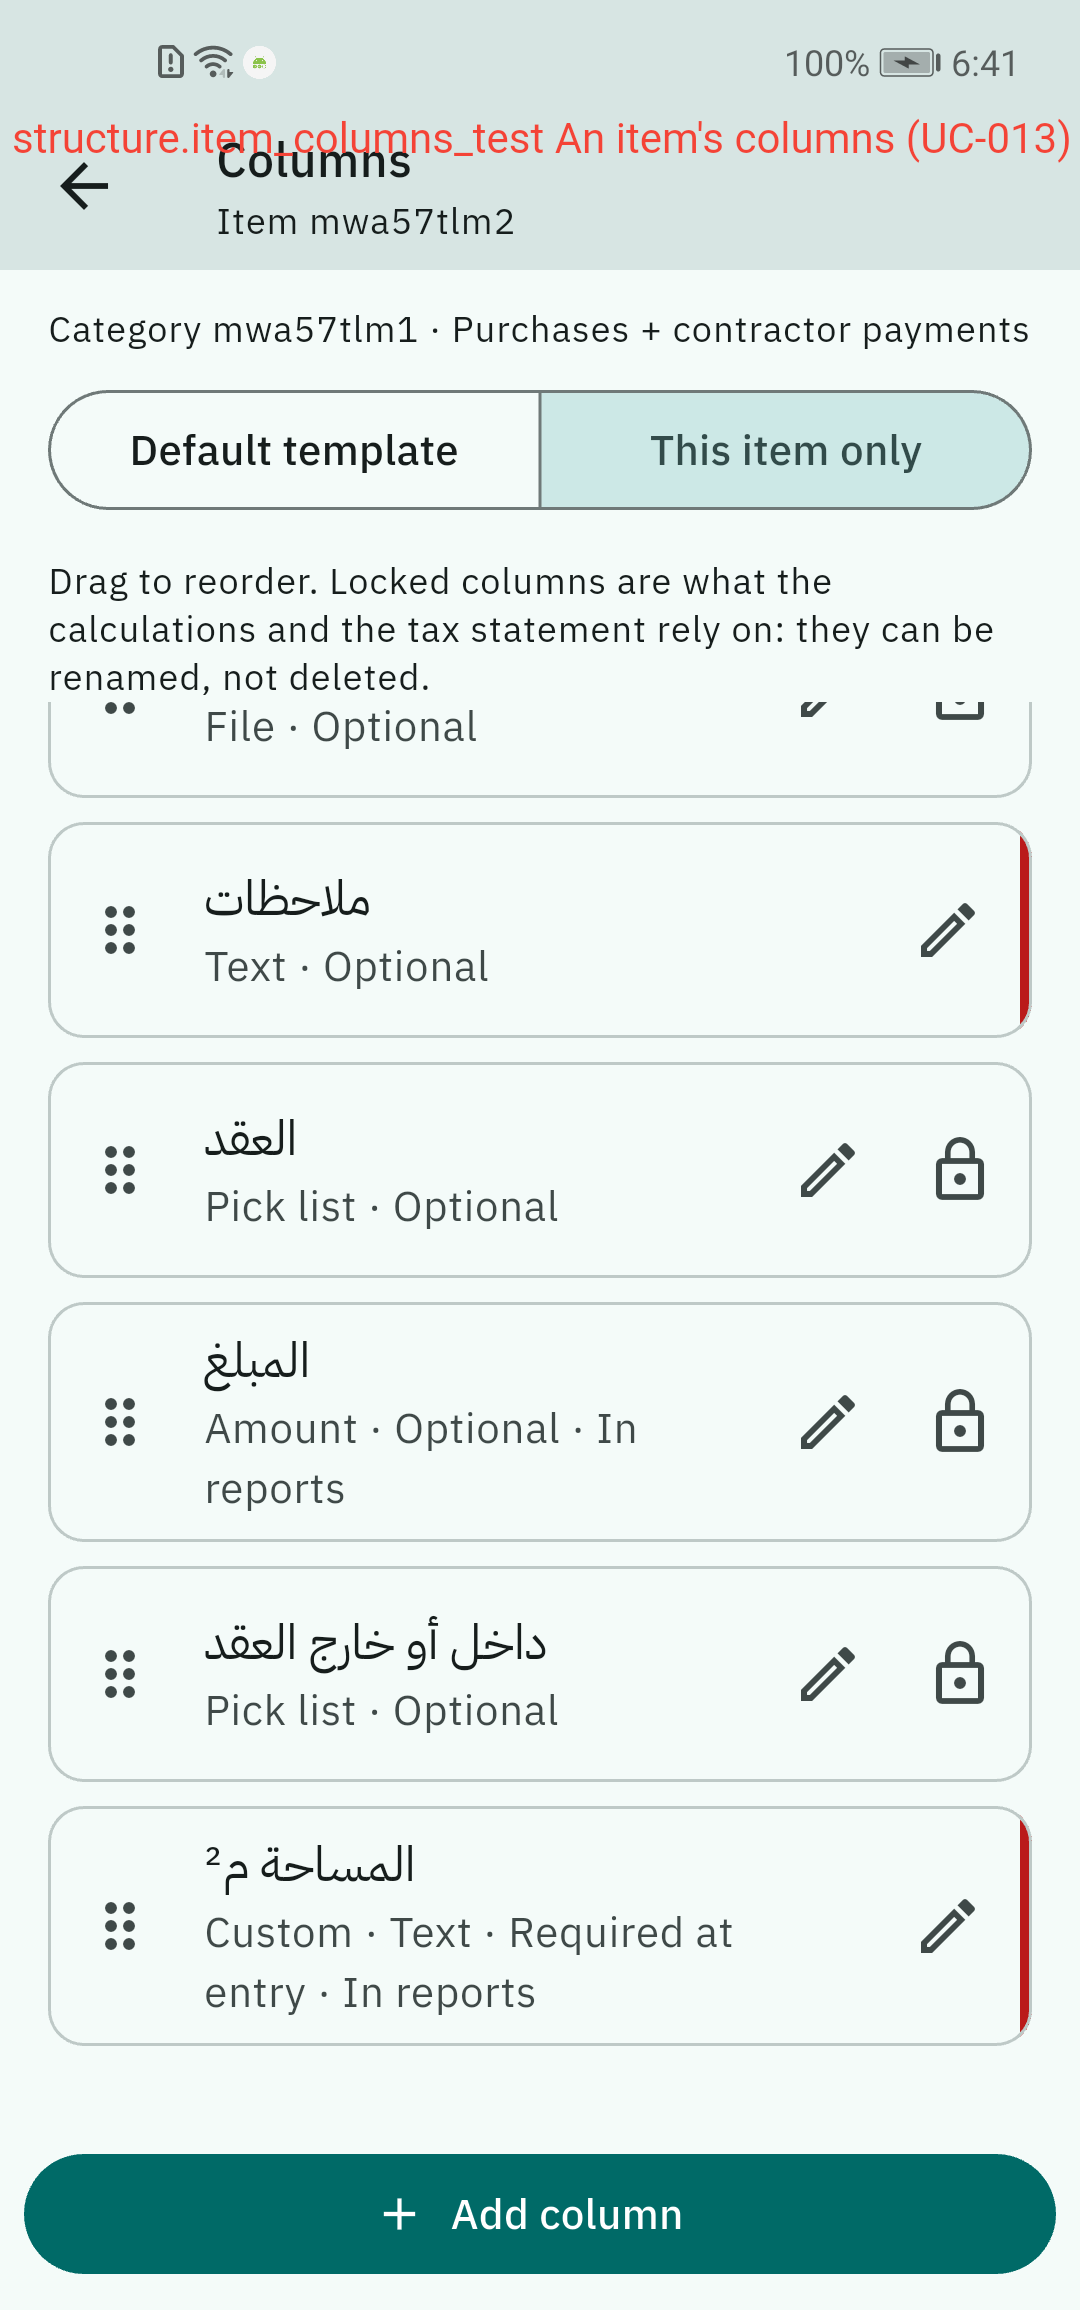 100% 6:41
structure.item_columns_test An item's columns (UC-013)
Columns
Item mwa57tlm2
Category mwa57tlm1 · Purchases + contractor payments
Default template
This item only
Drag to reorder. Locked columns are what the
calculations and the tax statement rely on: they can be
renamed, not deleted.
File · Optional
ملاحظات
Text · Optional
العقد
Pick list · Optional
المبلغ
Amount · Optional · In
reports
داخل أو خارج العقد
Pick list · Optional
المساحة م²
Custom · Text · Required at
entry · In reports
+ Add column